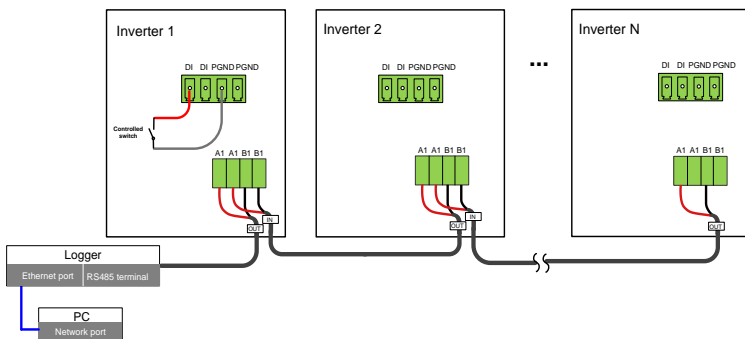 Inverter 1
DI DI PGND PGND
Controlled
switch
A1 A1 B1 B1
IN
OUT
Inverter 2
DI DI PGND PGND
A1 A1 B1 B1
IN
OUT
...
Inverter N
DI DI PGND PGND
A1 A1 B1 B1
OUT
Logger
Ethernet port RS485 terminal
PC
Network port